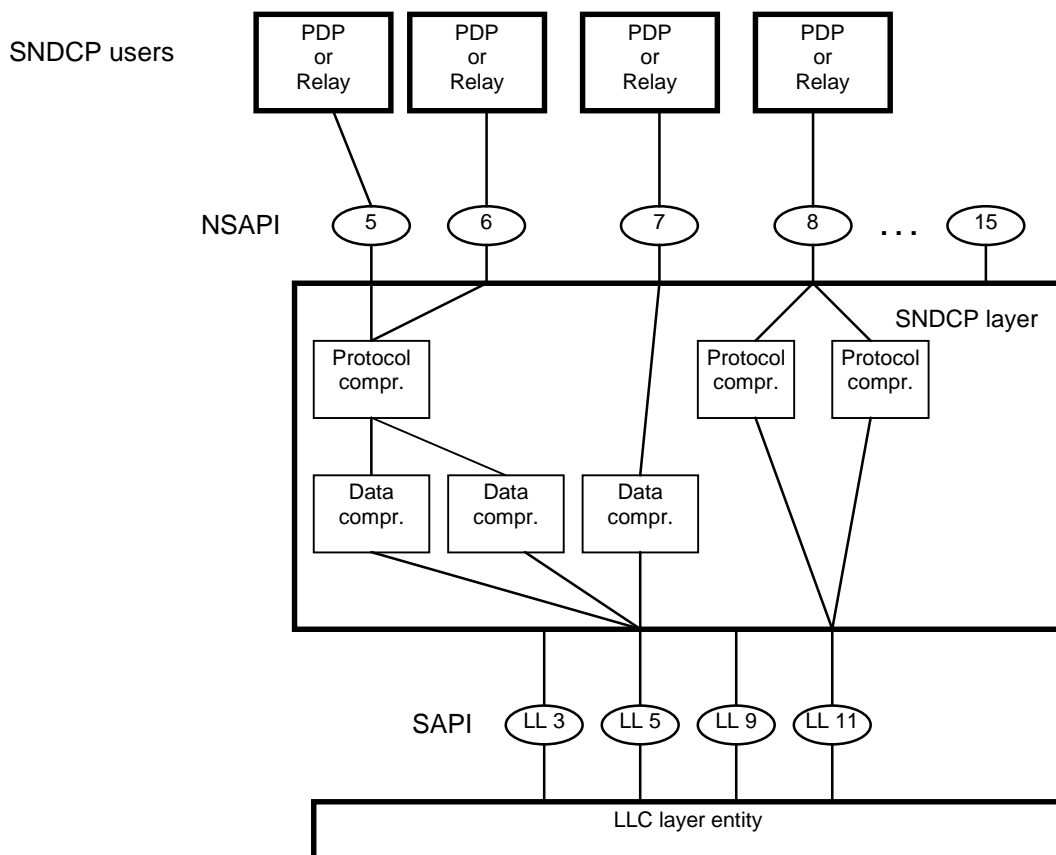 SNDCP users
PDP
or
Relay
PDP
or
Relay
PDP
or
Relay
PDP
or
Relay
NSAPI
5
6
7
8
. . .
15
SNDCP layer
Protocol
compr.
Protocol
compr.
Protocol
compr.
Data
compr.
Data
compr.
Data
compr.
SAPI
LL 3
LL 5
LL 9
LL 11
LLC layer entity